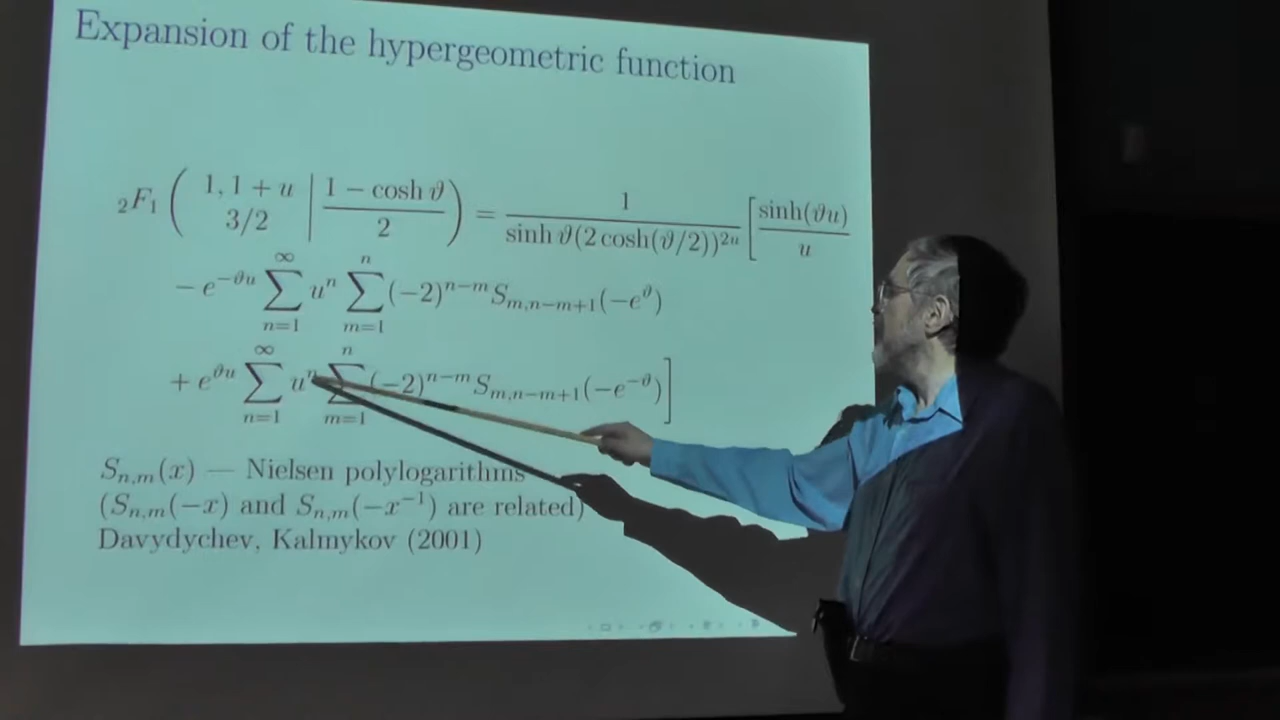 Expansion of the hypergeometric function
₂F₁ ( 1, 1 + u 3/2 | 1 − cosh ϑ / 2 ) = 1 / sinh ϑ(2 cosh(ϑ/2))²ᵘ [ sinh(ϑu) / u
− e^{−ϑu} ∑_{n=1}^{∞} uⁿ ∑_{m=1}^{n} (−2)^{n−m} S_{m,n−m+1}(−e^{ϑ})
+ e^{ϑu} ∑_{n=1}^{∞} uⁿ ∑_{m=1}^{n} (−2)^{n−m} S_{m,n−m+1}(−e^{−ϑ}) ]
S_{n,m}(x) — Nielsen polylogarithms
(S_{n,m}(−x) and S_{n,m}(−x^{−1}) are related)
Davydychev, Kalmykov (2001)